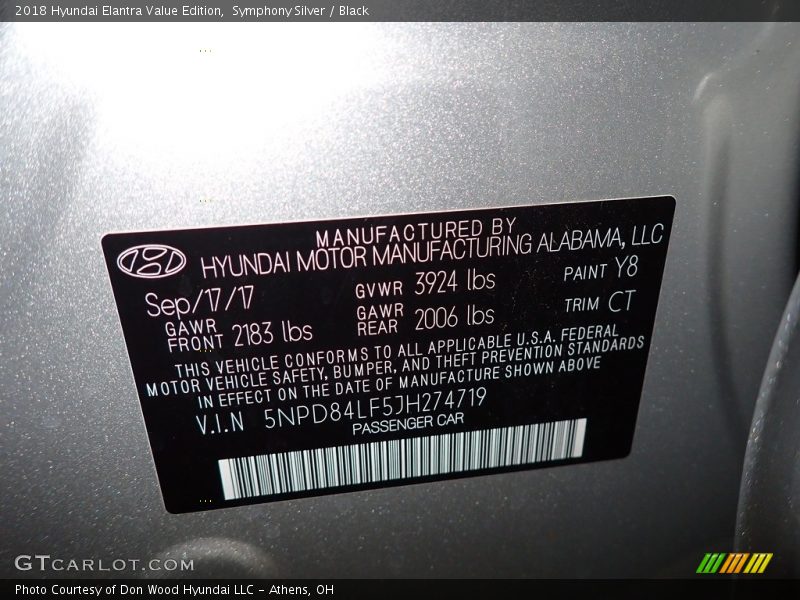 2018 Hyundai Elantra Value Edition, Symphony Silver / Black
MANUFACTURED BY
HYUNDAI MOTOR MANUFACTURING ALABAMA, LLC
Sep/17/17 GVWR 3924 lbs PAINT Y8
GAWR FRONT 2183 lbs GAWR REAR 2006 lbs TRIM CT
THIS VEHICLE CONFORMS TO ALL APPLICABLE U.S.A. FEDERAL
MOTOR VEHICLE SAFETY, BUMPER, AND THEFT PREVENTION STANDARDS
IN EFFECT ON THE DATE OF MANUFACTURE SHOWN ABOVE
V.I.N 5NPD84LF5JH274719
PASSENGER CAR
GTCARLOT.COM
Photo Courtesy of Don Wood Hyundai LLC - Athens, OH